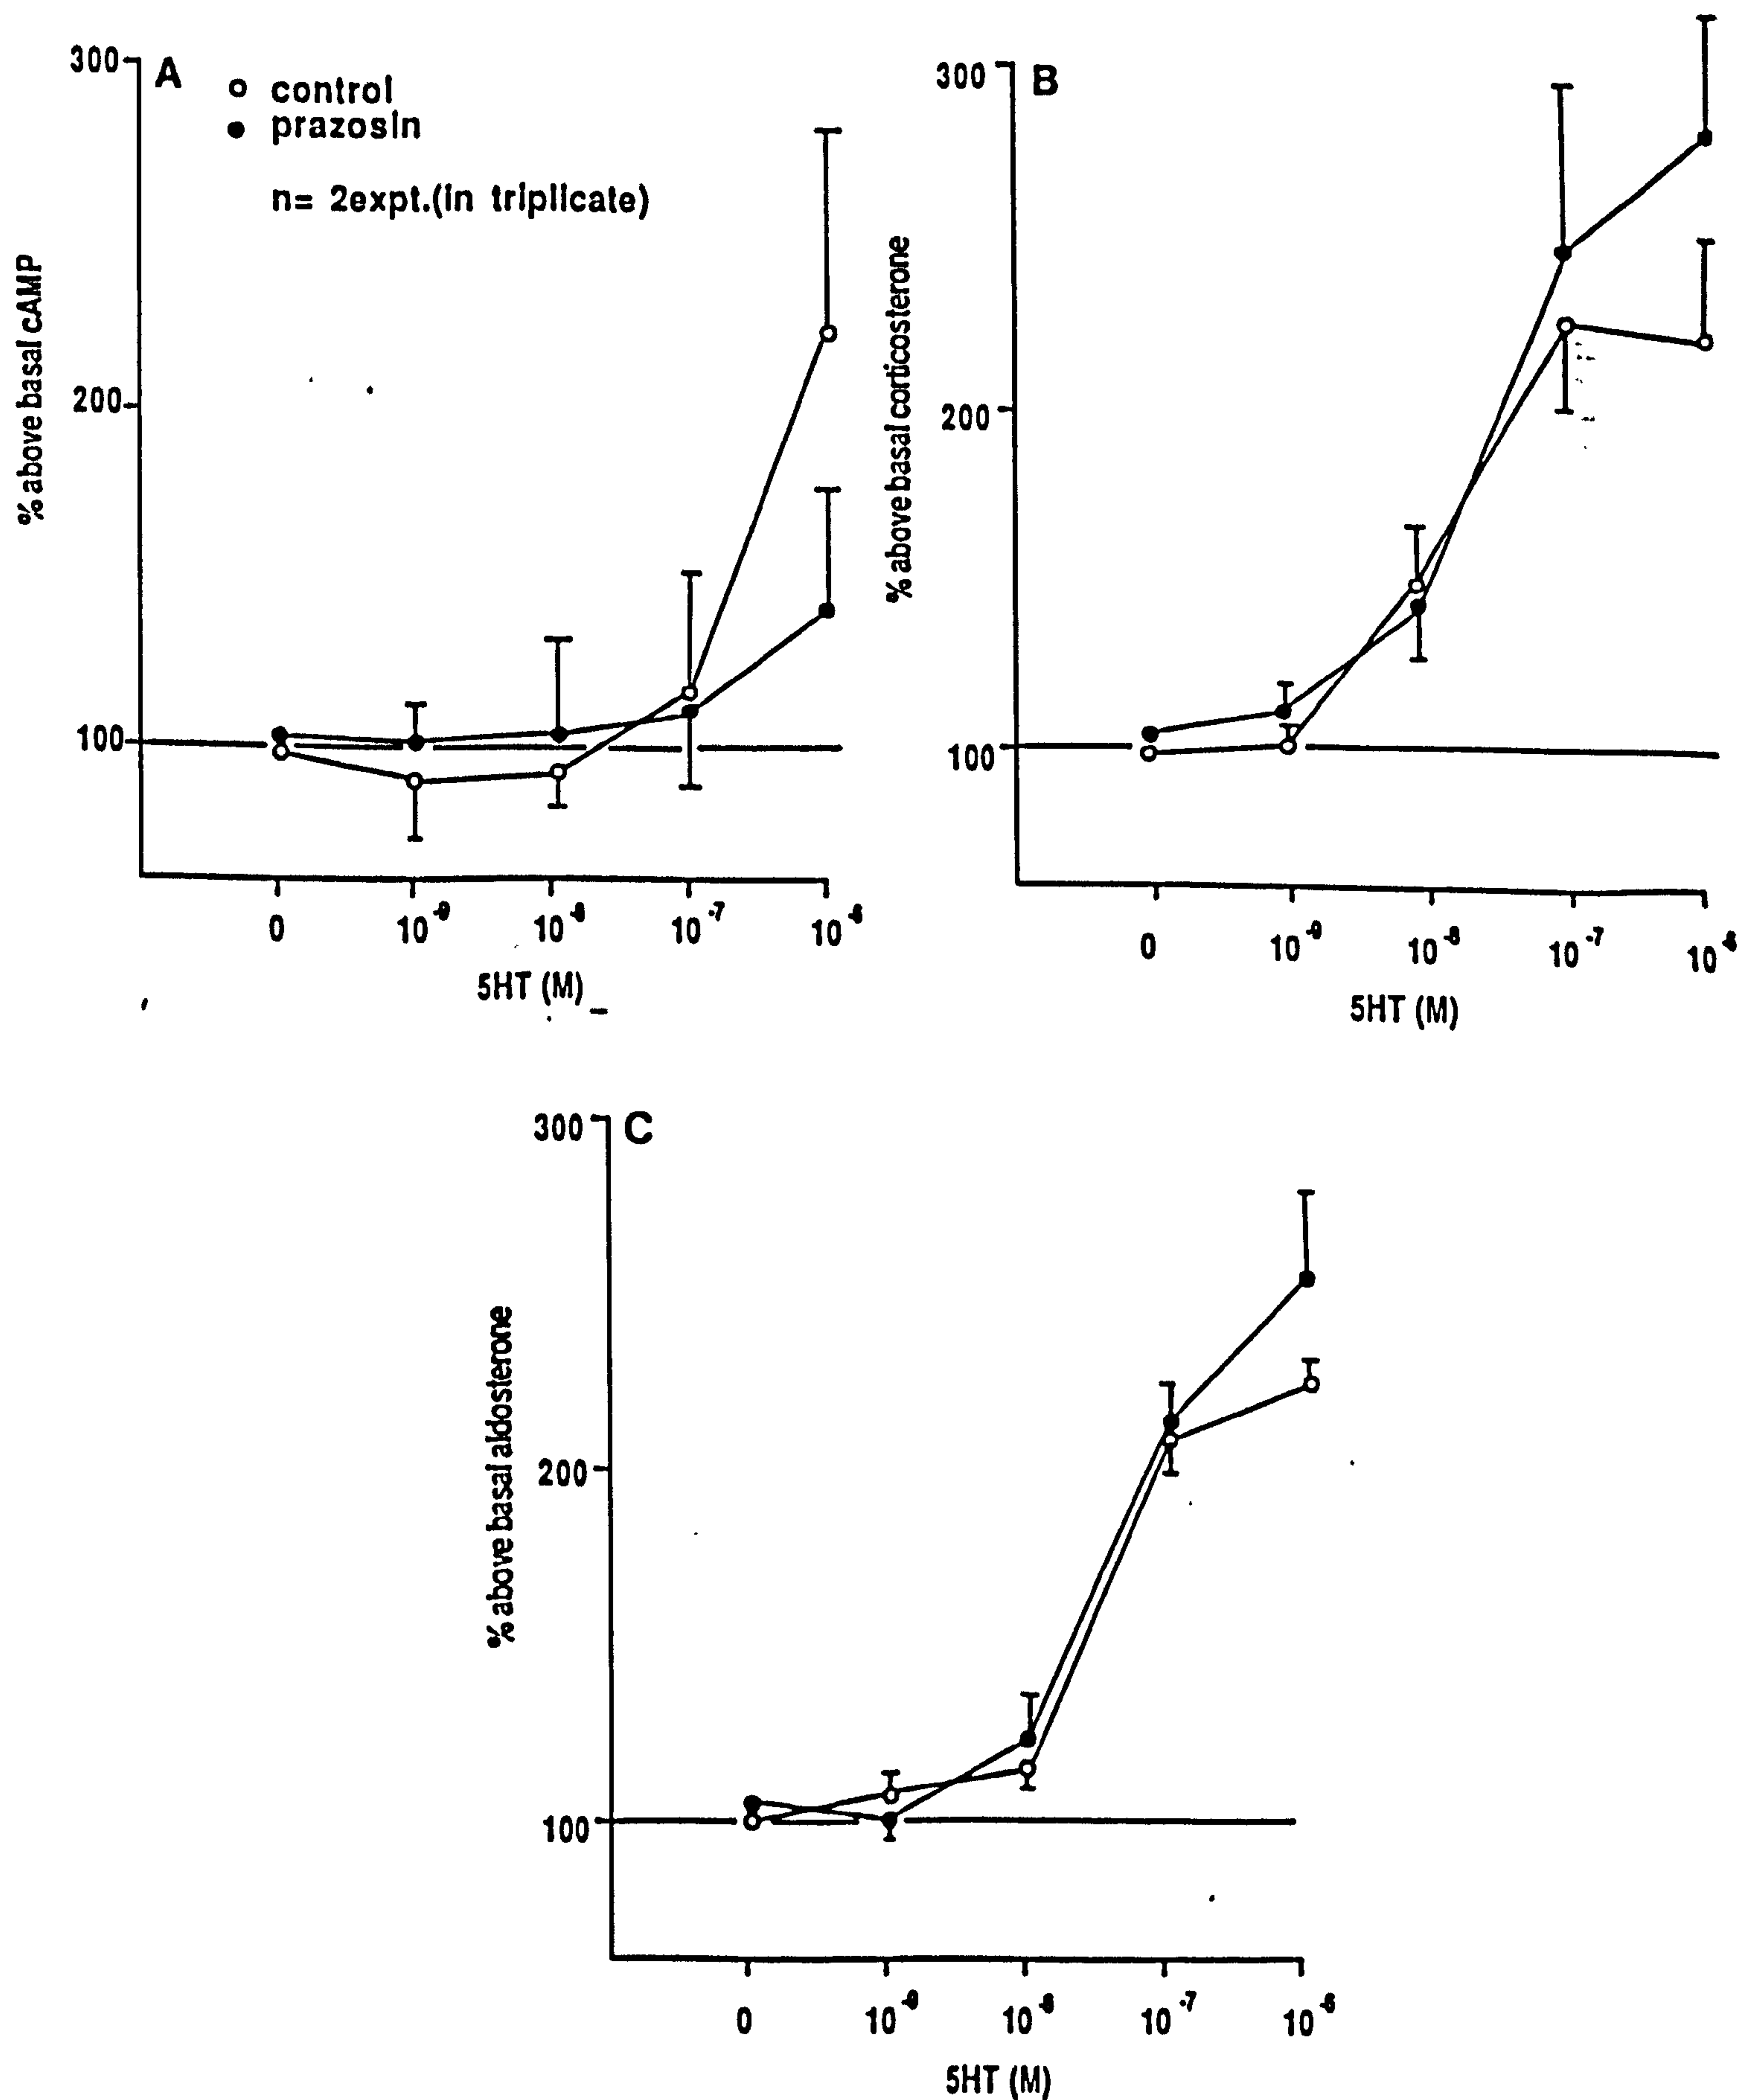 300
A
control
prazosin
n= 2expt.(in triplicate)
% above basal cAMP
200
100
0
10^-9
10^-8
10^-7
10^-6
5HT (M)
300
B
% above basal corticosterone
200
100
0
10^-9
10^-8
10^-7
10^-6
5HT (M)
300
C
% above basal aldosterone
200
100
0
10^-9
10^-8
10^-7
10^-6
5HT (M)